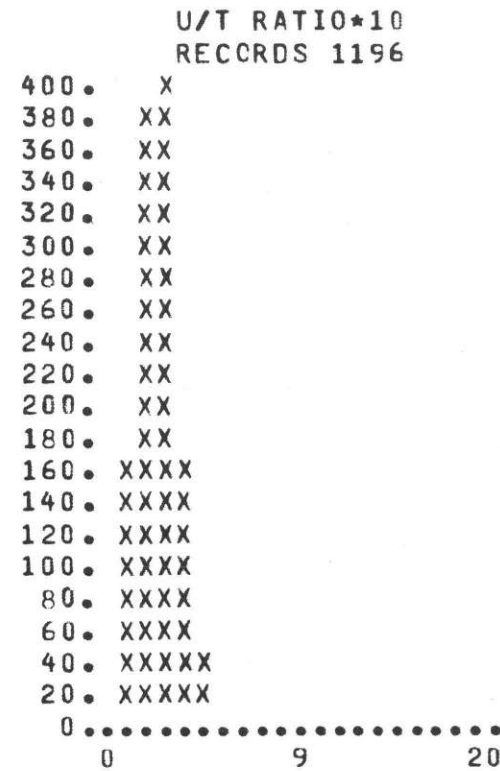 U/T RATIO*10
RECCRDS 1196
400. X
380. XX
360. XX
340. XX
320. XX
300. XX
280. XX
260. XX
240. XX
220. XX
200. XX
180. XX
160. XXXX
140. XXXX
120. XXXX
100. XXXX
80. XXXX
60. XXXX
40. XXXXX
20. XXXXX
0......................
0 9 20